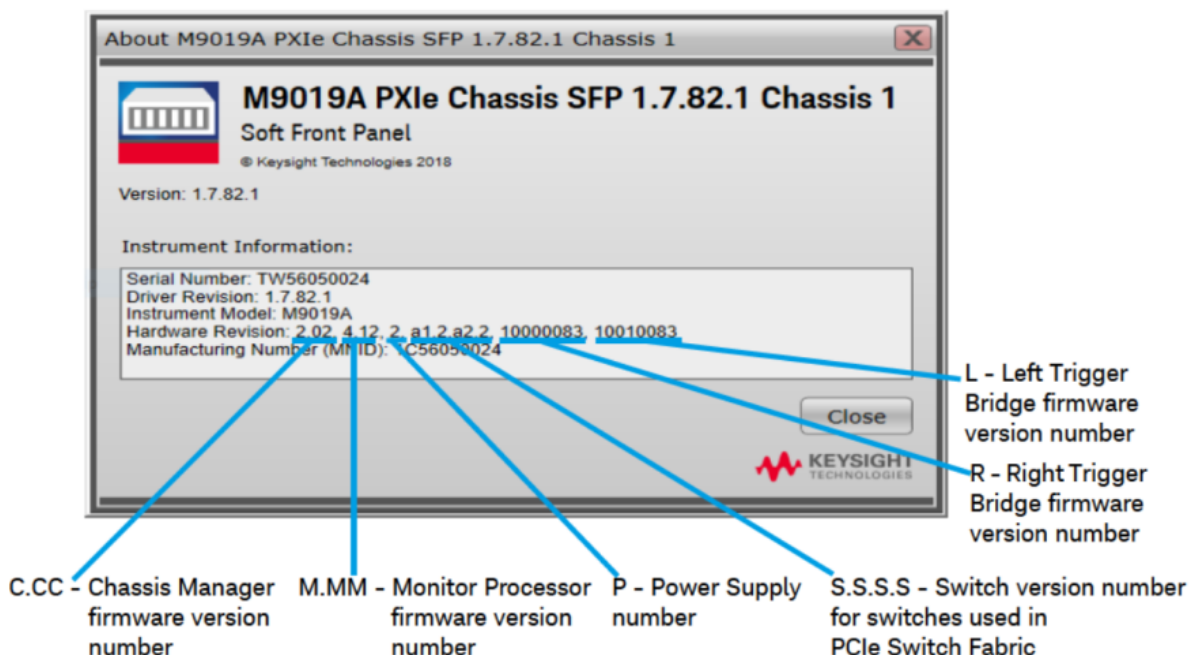 About M9019A PXIe Chassis SFP 1.7.82.1 Chassis 1
M9019A PXIe Chassis SFP 1.7.82.1 Chassis 1
Soft Front Panel
© Keysight Technologies 2018
Version: 1.7.82.1
Instrument Information:
Serial Number: TW56050024
Driver Revision: 1.7.82.1
Instrument Model: M9019A
Hardware Revision: 2.02, 4.12, 2, a1.2.a2.2, 10000083, 10010083,
Manufacturing Number (MNID): TC56050024
Close
KEYSIGHT
TECHNOLOGIES
L - Left Trigger
Bridge firmware
version number
R - Right Trigger
Bridge firmware
version number
C.CC - Chassis Manager
firmware version
number
M.MM - Monitor Processor
firmware version
number
P - Power Supply
number
S.S.S.S - Switch version number
for switches used in
PCIe Switch Fabric